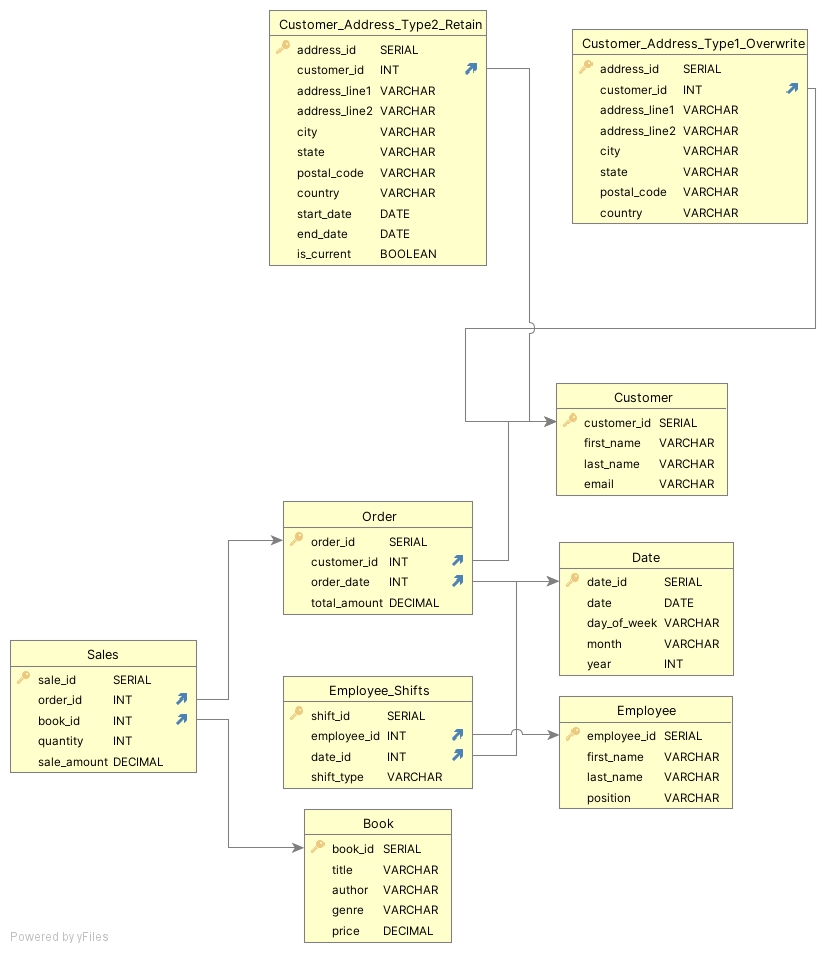 Customer_Address_Type2_Retain
address_id SERIAL
customer_id INT
address_line1 VARCHAR
address_line2 VARCHAR
city VARCHAR
state VARCHAR
postal_code VARCHAR
country VARCHAR
start_date DATE
end_date DATE
is_current BOOLEAN
Customer_Address_Type1_Overwrite
address_id SERIAL
customer_id INT
address_line1 VARCHAR
address_line2 VARCHAR
city VARCHAR
state VARCHAR
postal_code VARCHAR
country VARCHAR
Customer
customer_id SERIAL
first_name VARCHAR
last_name VARCHAR
email VARCHAR
Order
order_id SERIAL
customer_id INT
order_date INT
total_amount DECIMAL
Date
date_id SERIAL
date DATE
day_of_week VARCHAR
month VARCHAR
year INT
Sales
sale_id SERIAL
order_id INT
book_id INT
quantity INT
sale_amount DECIMAL
Employee_Shifts
shift_id SERIAL
employee_id INT
date_id INT
shift_type VARCHAR
Employee
employee_id SERIAL
first_name VARCHAR
last_name VARCHAR
position VARCHAR
Book
book_id SERIAL
title VARCHAR
author VARCHAR
genre VARCHAR
price DECIMAL
Powered by yFiles